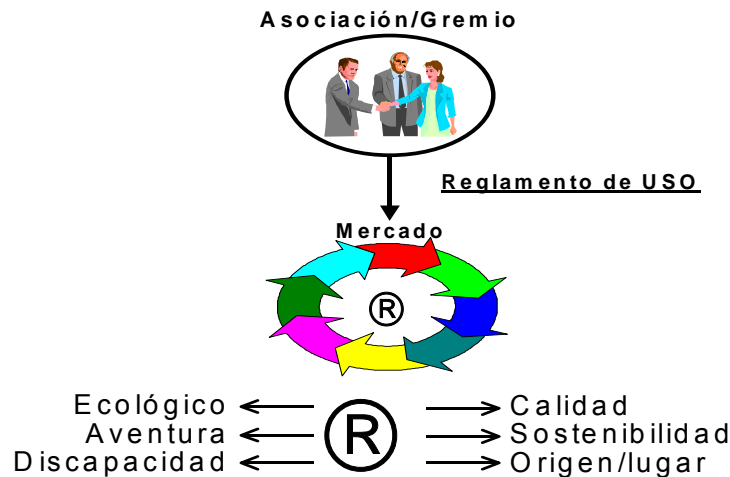 Asociación/Gremio
Reglamento de USO
Mercado
®
Ecológico ® Calidad
Aventura Sostenibilidad
Discapacidad Origen/lugar